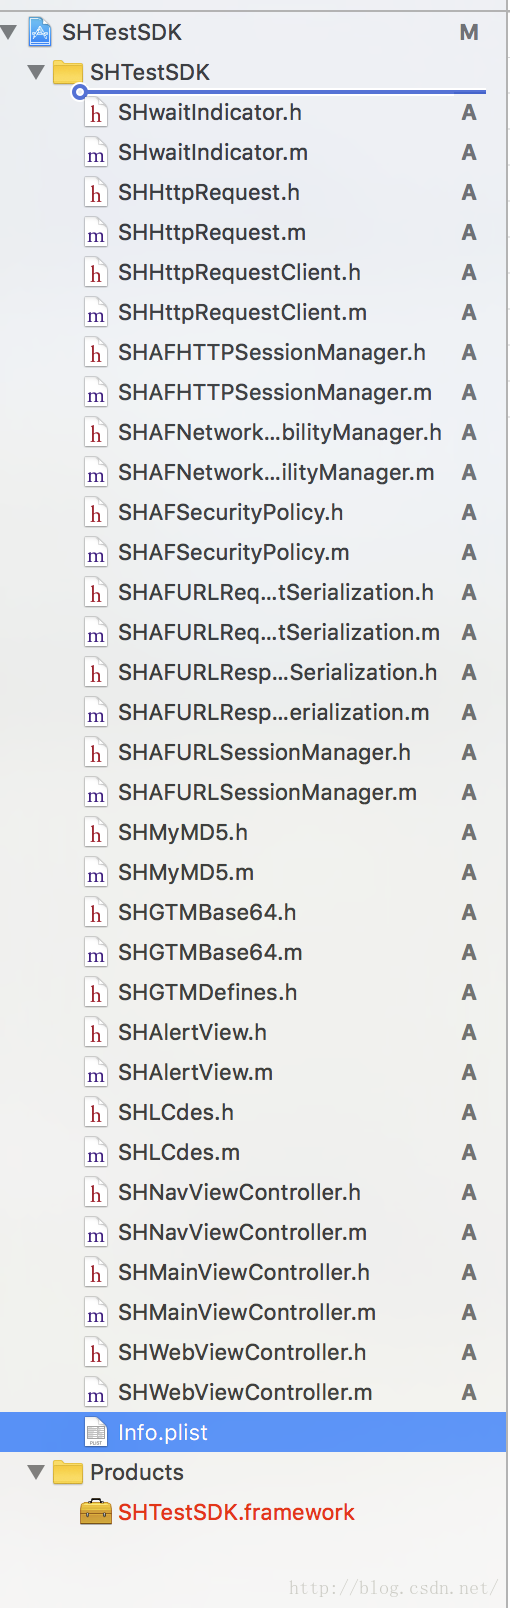 SHTestSDK M
SHTestSDK
h SHwaitIndicator.h A
m SHwaitIndicator.m A
h SHHttpRequest.h A
m SHHttpRequest.m A
h SHHttpRequestClient.h A
m SHHttpRequestClient.m A
h SHAFHTTPSessionManager.h A
m SHAFHTTPSessionManager.m A
h SHAFNetwork...bilityManager.h A
m SHAFNetwork...ilityManager.m A
h SHAFSecurityPolicy.h A
m SHAFSecurityPolicy.m A
h SHAFURLReq...tSerialization.h A
m SHAFURLReq...tSerialization.m A
h SHAFURLResp...Serialization.h A
m SHAFURLResp...erialization.m A
h SHAFURLSessionManager.h A
m SHAFURLSessionManager.m A
h SHMyMD5.h A
m SHMyMD5.m A
h SHGTMBase64.h A
m SHGTMBase64.m A
h SHGTMDefines.h A
h SHAlertView.h A
m SHAlertView.m A
h SHLCdes.h A
m SHLCdes.m A
h SHNavViewController.h A
m SHNavViewController.m A
h SHMainViewController.h A
m SHMainViewController.m A
h SHWebViewController.h A
m SHWebViewController.m A
PLIST Info.plist
Products
SHTestSDK.framework
http://blog.csdn.net/